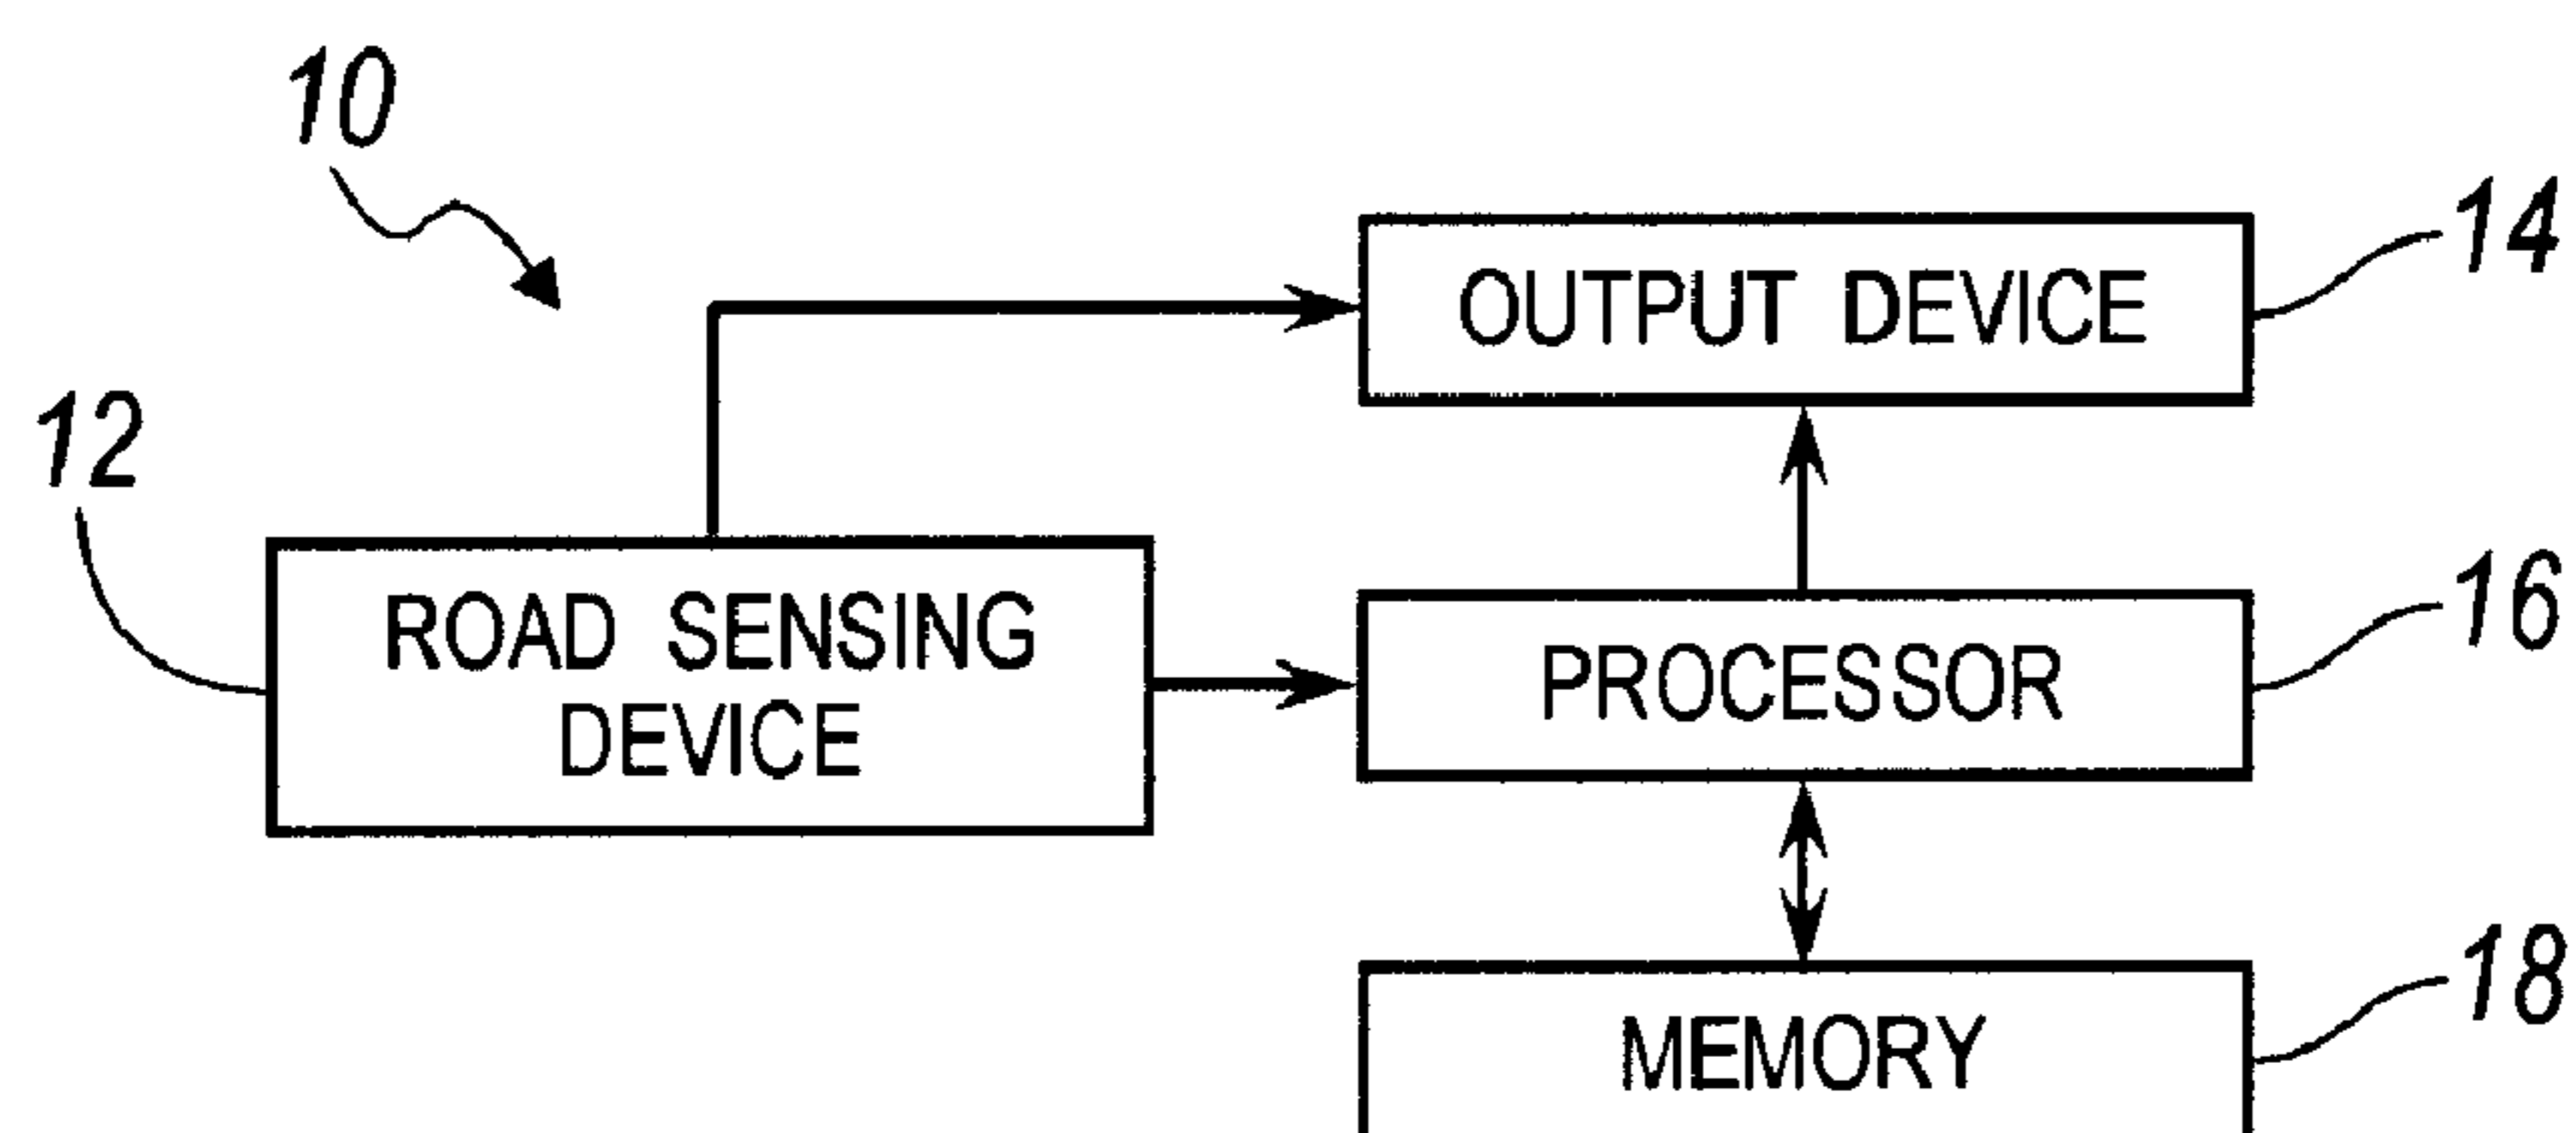 10
OUTPUT DEVICE
14
12
ROAD SENSING
DEVICE
PROCESSOR
16
MEMORY
18